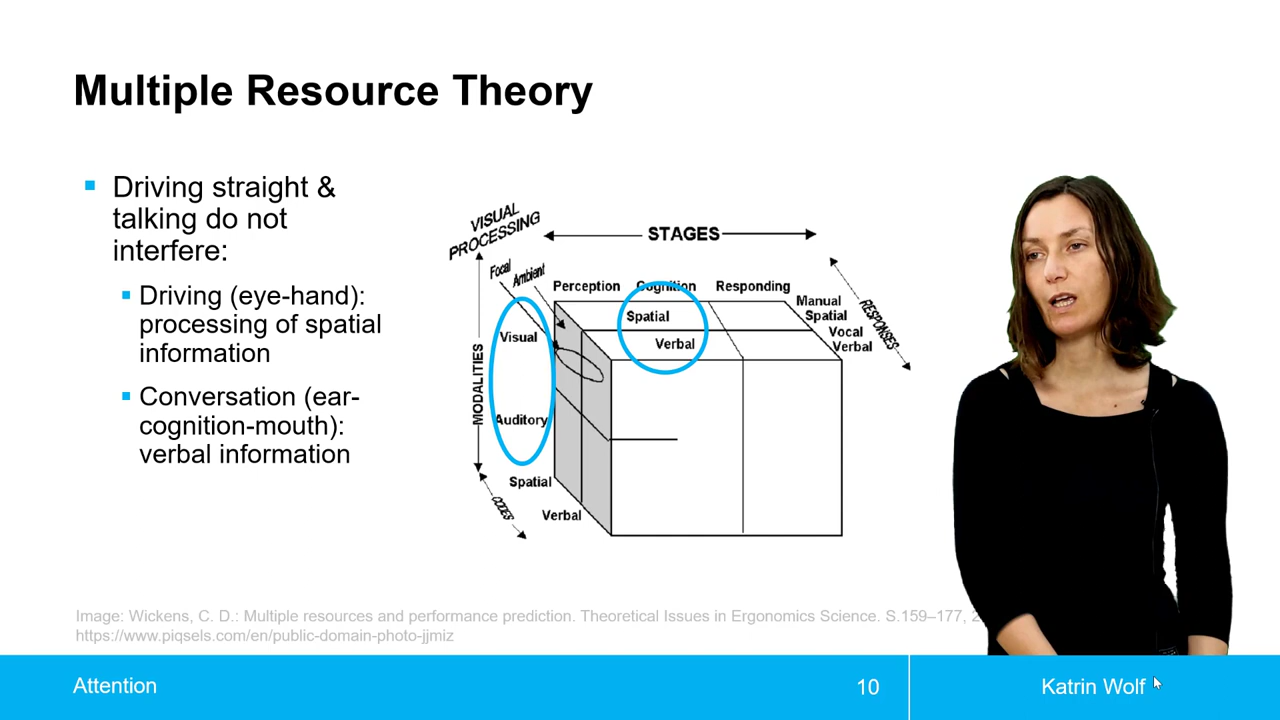 Multiple Resource Theory
Driving straight &
talking do not
interfere:
Driving (eye-hand):
processing of spatial
information
Conversation (ear-
cognition-mouth):
verbal information
VISUAL
PROCESSING
STAGES
Focal
Ambient
Perception
Cognition
Responding
Manual
Spatial
Vocal
Verbal
RESPONSES
Spatial
Verbal
Visual
MODALITIES
Auditory
Spatial
CODES
Verbal
Image: Wickens, C. D.: Multiple resources and performance prediction. Theoretical Issues in Ergonomics Science. S.159–177,
https://www.piqsels.com/en/public-domain-photo-jjmiz
Attention
10
Katrin Wolf